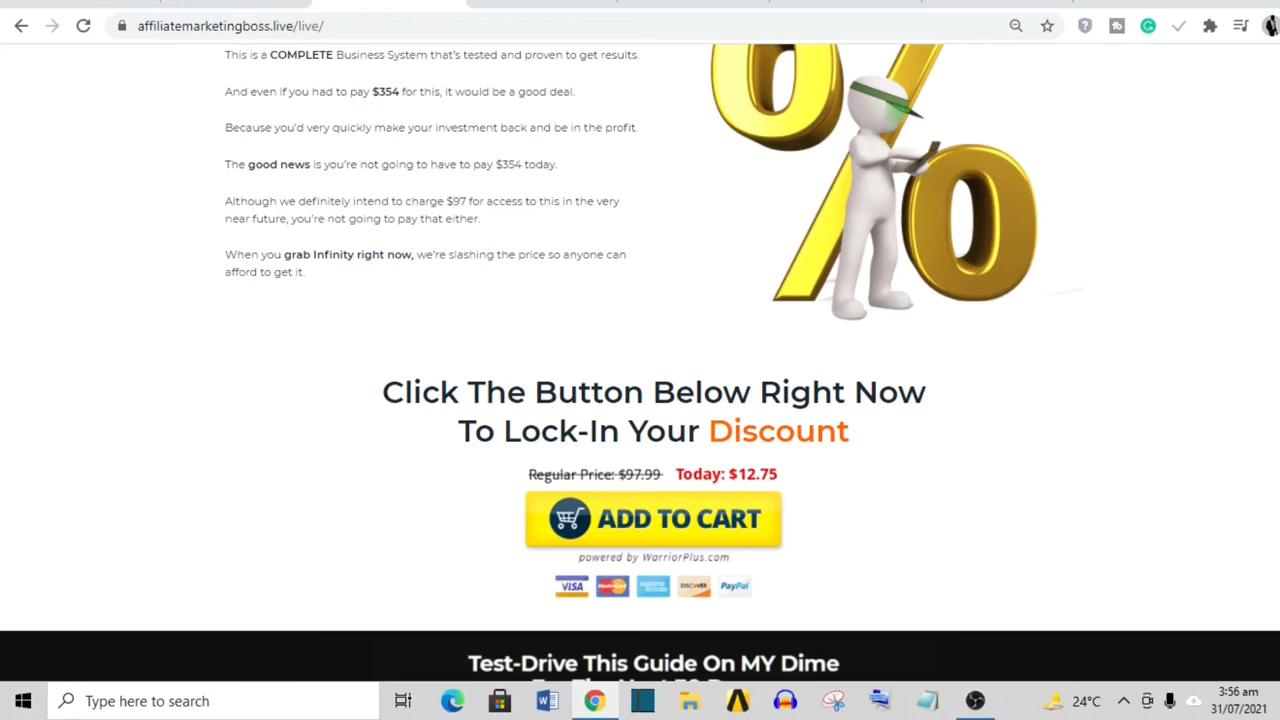 affiliatemarketingboss.live/live/
This is a COMPLETE Business System that's tested and proven to get results.
And even if you had to pay $354 for this, it would be a good deal.
Because you'd very quickly make your investment back and be in the profit.
The good news is you're not going to have to pay $354 today.
Although we definitely intend to charge $97 for access to this in the very
near future, you're not going to pay that either.
When you grab Infinity right now, we're slashing the price so anyone can
afford to get it.
%
Click The Button Below Right Now
To Lock-In Your Discount
Regular Price: $97.99 Today: $12.75
ADD TO CART
powered by WarriorPlus.com
VISA MasterCard DISCOVER PayPal
Test-Drive This Guide On MY Dime
Type here to search
24°C
3:56 am
31/07/2021